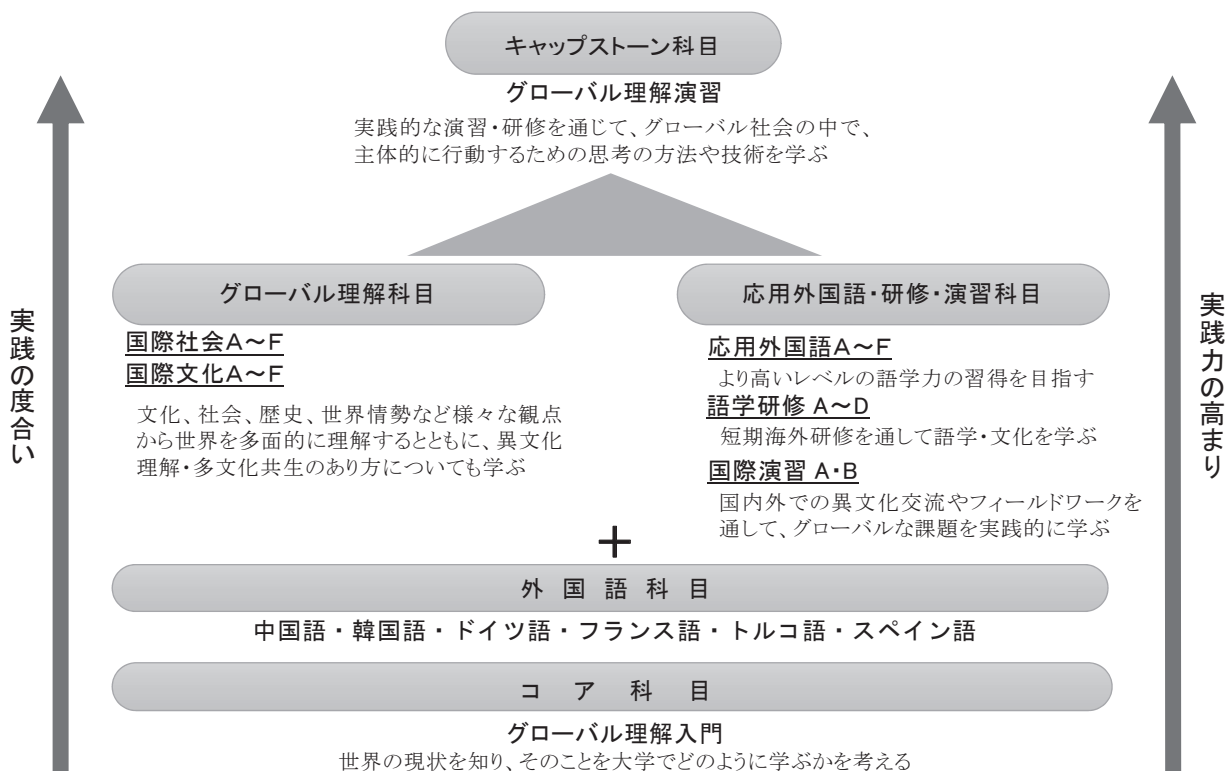 キャップストーン科目
グローバル理解演習
実践的な演習・研修を通じて、グローバル社会の中で、
主体的に行動するための思考の方法や技術を学ぶ
実践の度合い
グローバル理解科目
国際社会A～F
国際文化A～F
文化、社会、歴史、世界情勢など様々な観点
から世界を多面的に理解するとともに、異文化
理解・多文化共生のあり方についても学ぶ
応用外国語・研修・演習科目
応用外国語A～F
より高いレベルの語学力の習得を目指す
語学研修 A～D
短期海外研修を通して語学・文化を学ぶ
国際演習 A・B
国内外での異文化交流やフィールドワークを
通して、グローバルな課題を実践的に学ぶ
実践力の高まり
＋
外国語科目
中国語・韓国語・ドイツ語・フランス語・トルコ語・スペイン語
コア科目
グローバル理解入門
世界の現状を知り、そのことを大学でどのように学ぶかを考える